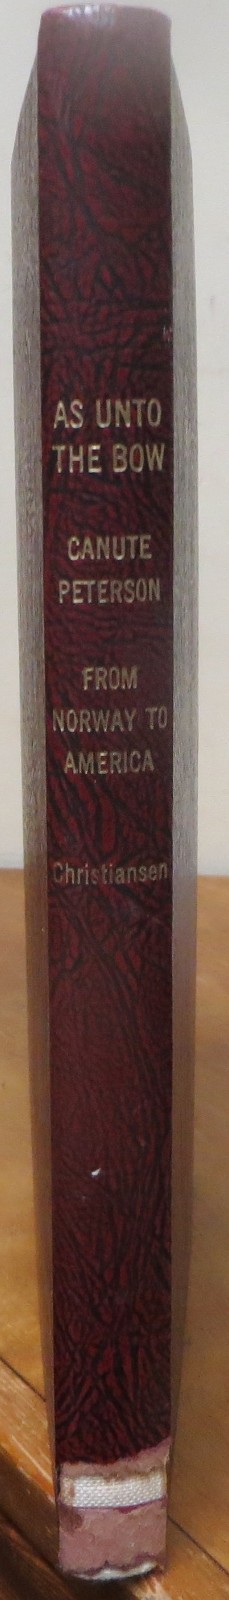 AS UNTO
THE BOW
CANUTE
PETERSON
FROM
NORWAY TO
AMERICA
Christiansen